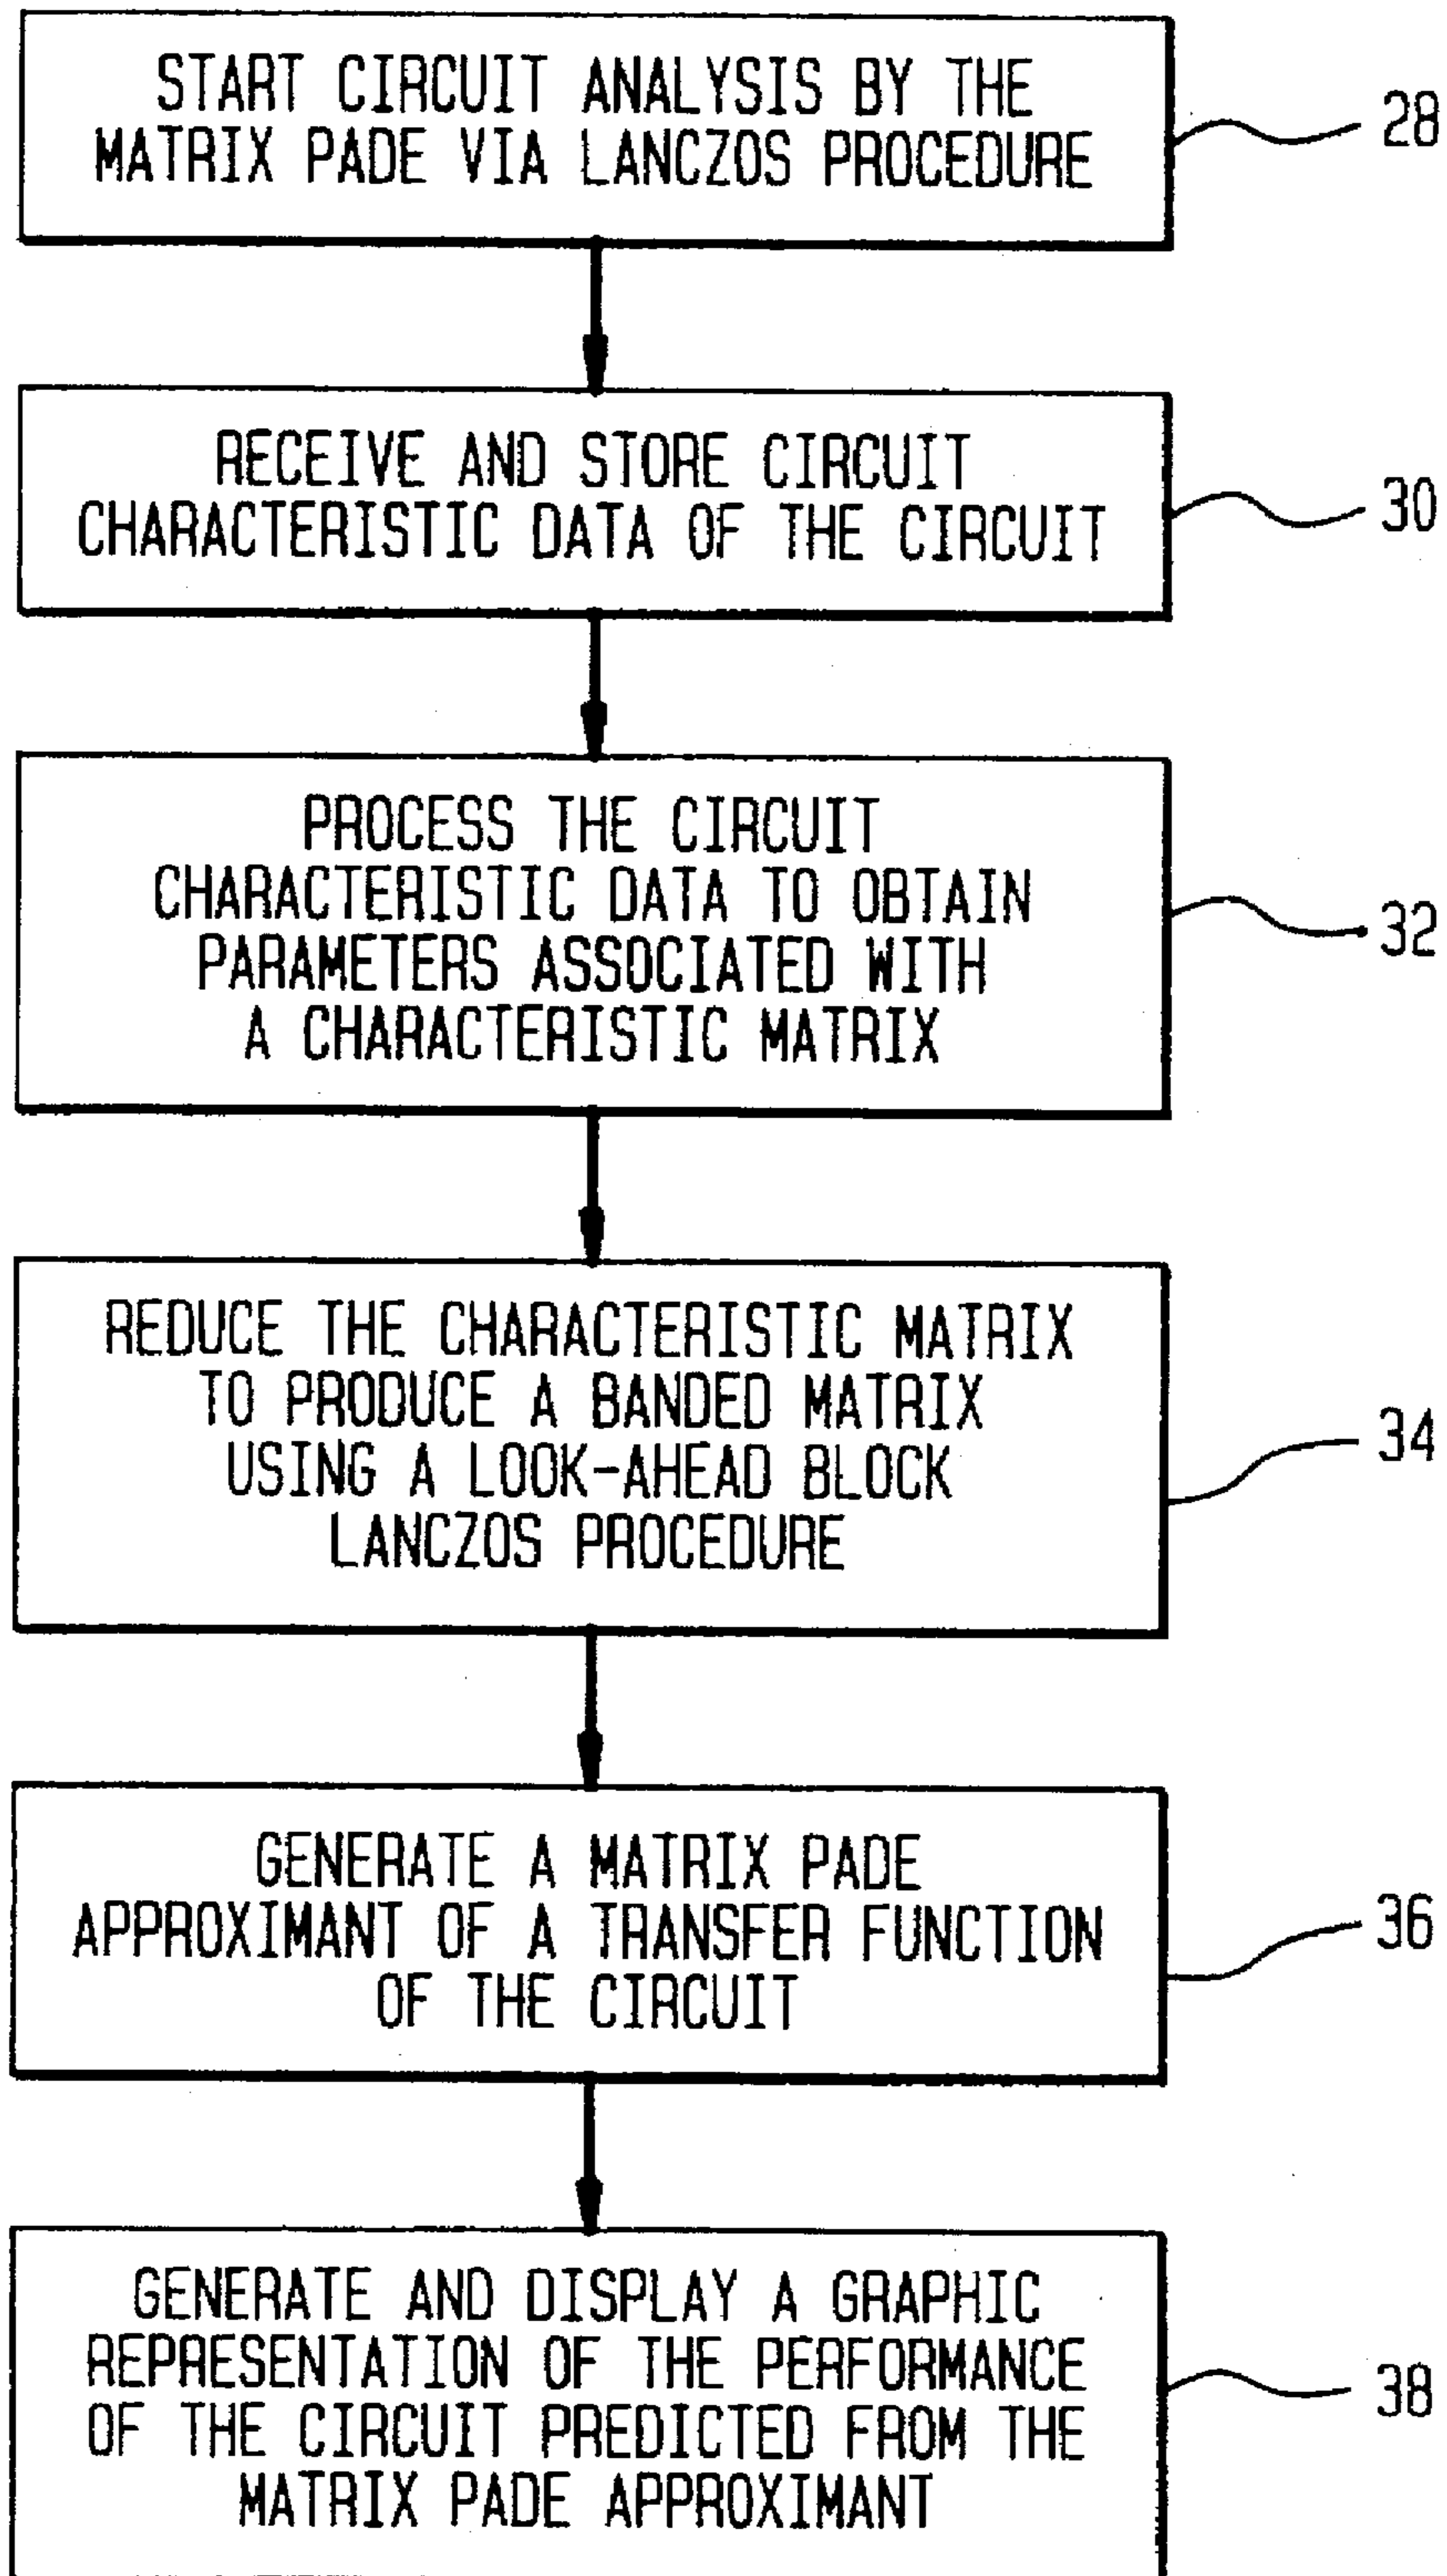 START CIRCUIT ANALYSIS BY THE
MATRIX PADE VIA LANCZOS PROCEDURE
28
RECEIVE AND STORE CIRCUIT
CHARACTERISTIC DATA OF THE CIRCUIT
30
PROCESS THE CIRCUIT
CHARACTERISTIC DATA TO OBTAIN
PARAMETERS ASSOCIATED WITH
A CHARACTERISTIC MATRIX
32
REDUCE THE CHARACTERISTIC MATRIX
TO PRODUCE A BANDED MATRIX
USING A LOOK-AHEAD BLOCK
LANCZOS PROCEDURE
34
GENERATE A MATRIX PADE
APPROXIMANT OF A TRANSFER FUNCTION
OF THE CIRCUIT
36
GENERATE AND DISPLAY A GRAPHIC
REPRESENTATION OF THE PERFORMANCE
OF THE CIRCUIT PREDICTED FROM THE
MATRIX PADE APPROXIMANT
38